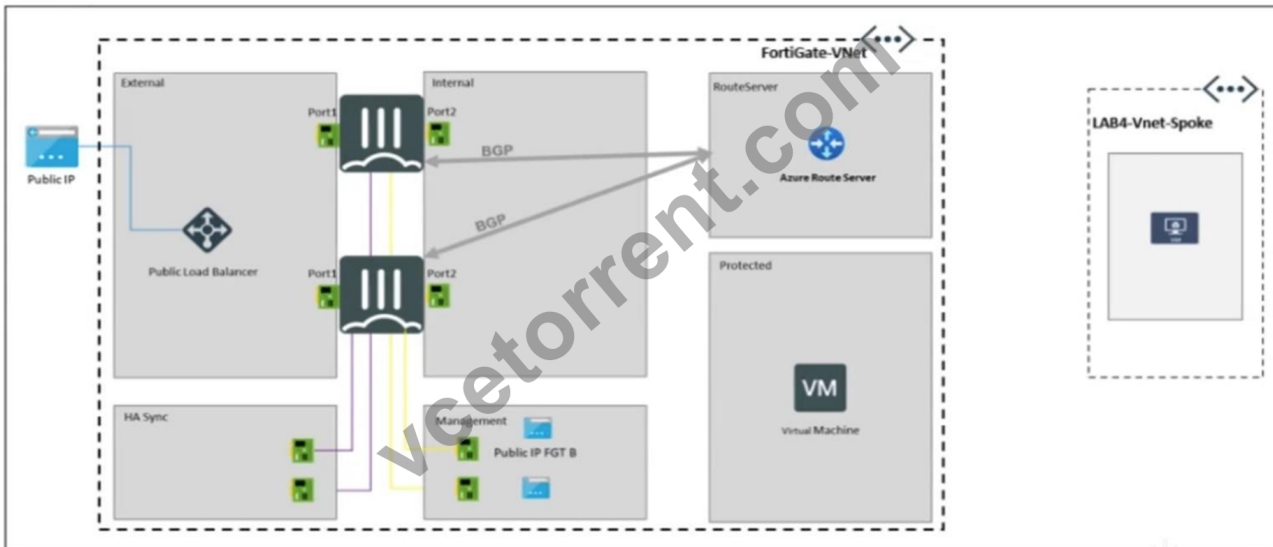 FortiGate-VNet
External
Internal
RouteServer
LAB4-Vnet-Spoke
Port1
Port2
BGP
Public IP
Azure Route Server
BGP
Public Load Balancer
Port1
Port2
Protected
VM
Virtual Machine
HA Sync
Management
Public IP FGT B
vcetorrent.com